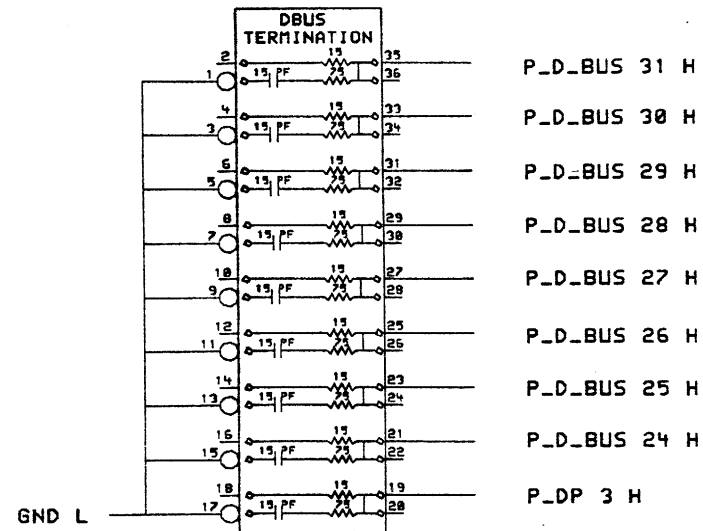 DBUS
TERMINATION
2 15 35 P_D_BUS 31 H
1 15 PF 75 36
4 15 33 P_D_BUS 30 H
3 15 PF 75 34
6 15 31 P_D_BUS 29 H
5 15 PF 75 32
8 15 29 P_D_BUS 28 H
7 15 PF 75 30
10 15 27 P_D_BUS 27 H
9 15 PF 75 28
12 15 25 P_D_BUS 26 H
11 15 PF 75 26
14 15 23 P_D_BUS 25 H
13 15 PF 75 24
16 15 21 P_D_BUS 24 H
15 15 PF 75 22
18 15 19 P_DP 3 H
GND L 17 15 PF 75 20